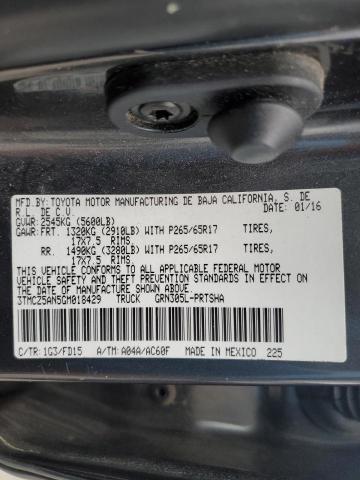 MFD.BY:TOYOTA MOTOR MANUFACTURING DE BAJA CALIFORNIA, S. DE
R.L. DE C.V. DATE: 01/16
GVWR:2545KG (5600LB)
GAWR:FRT. 1320KG (2910LB) WITH P265/65R17 TIRES,
17X7.5 RIMS,
RR. 1490KG (3280LB) WITH P265/65R17 TIRES,
17X7.5 RIMS,
THIS VEHICLE CONFORMS TO ALL APPLICABLE FEDERAL MOTOR
VEHICLE SAFETY AND THEFT PREVENTION STANDARDS IN EFFECT ON
THE DATE OF MANUFACTURE SHOWN ABOVE.
3TMCZ5AN5GM018429 TRUCK GRN305L-PRTSHA
C/TR:1G3/FD15 A/TM:A04A/AC60F MADE IN MEXICO 225